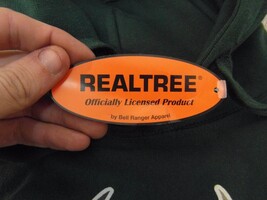 REALTREE®
Officially Licensed Product
by Bell Ranger Apparel